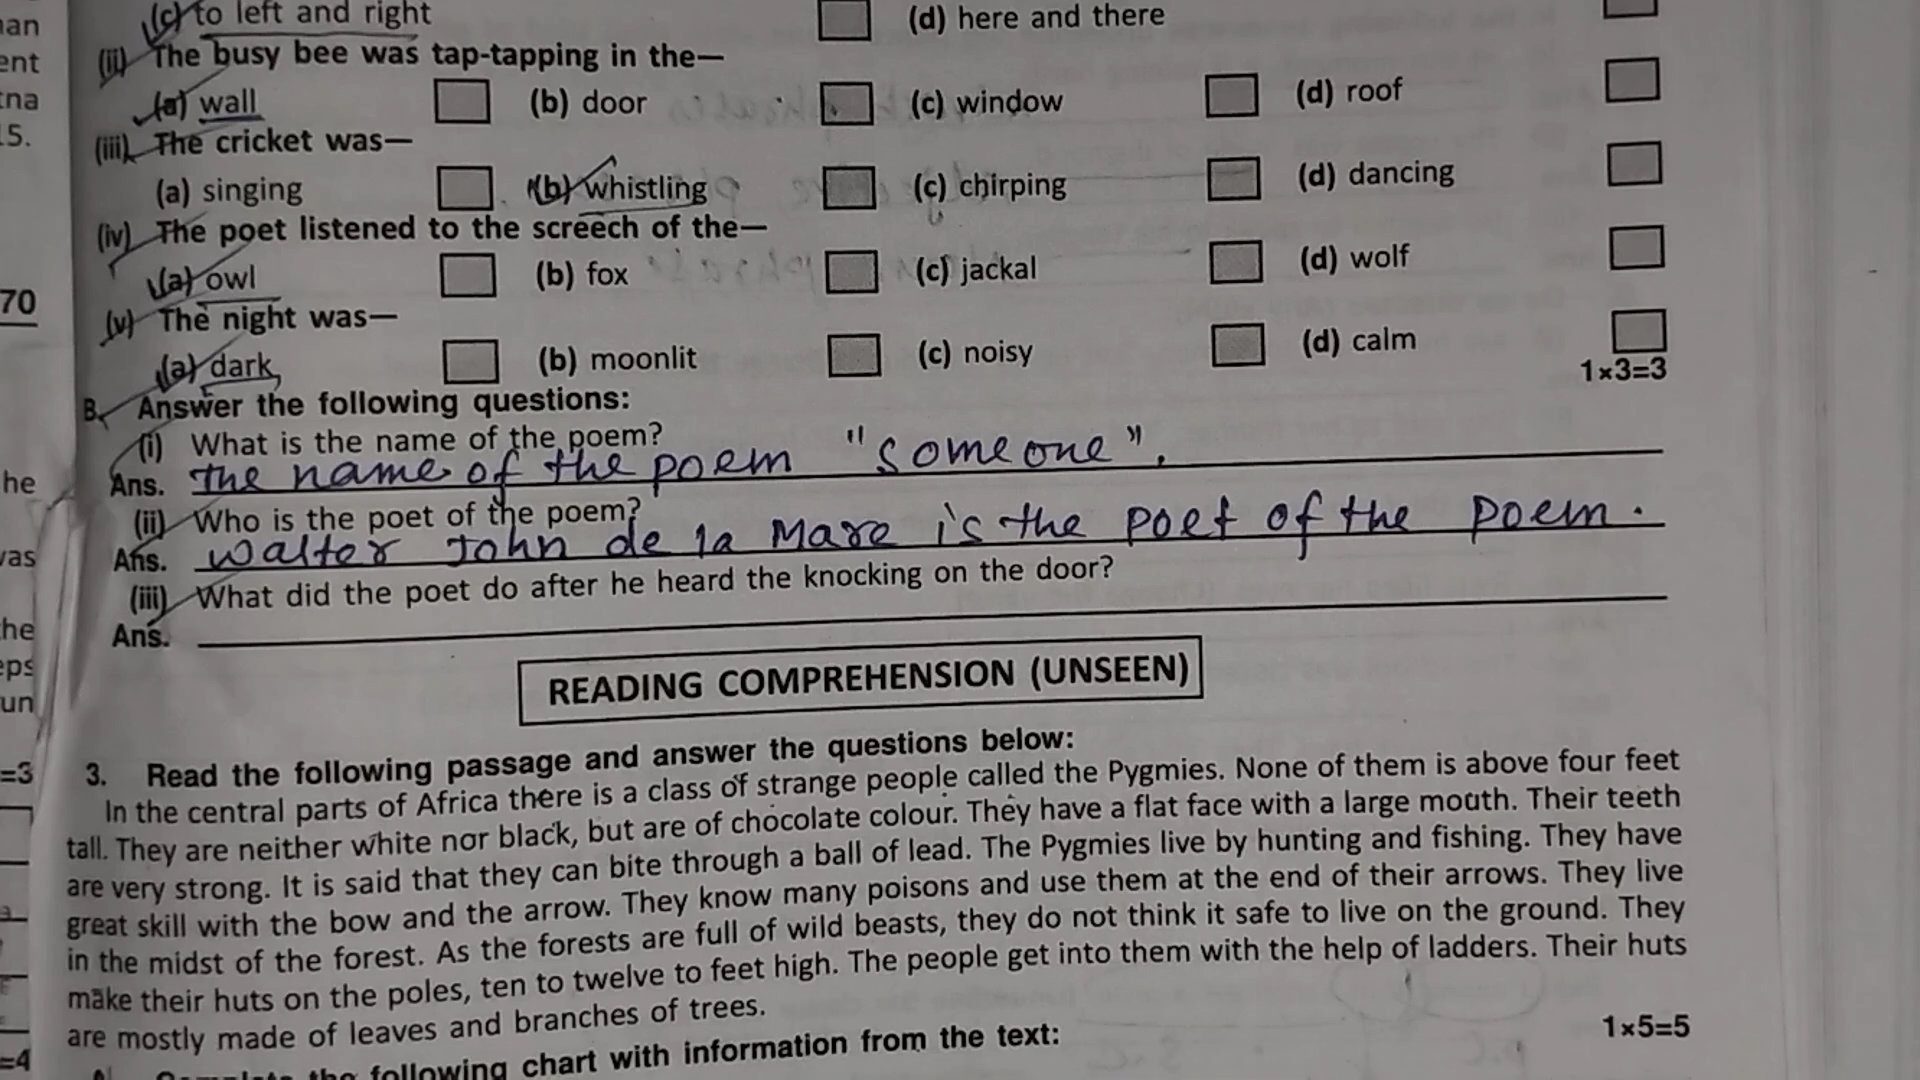 (c) to left and right (d) here and there
(ii) The busy bee was tap-tapping in the—
(a) wall (b) door (c) window (d) roof
(iii) The cricket was—
(a) singing (b) whistling (c) chirping (d) dancing
(iv) The poet listened to the screech of the—
(a) owl (b) fox (c) jackal (d) wolf
(v) The night was—
(a) dark (b) moonlit (c) noisy (d) calm
1×3=3
B. Answer the following questions:
(i) What is the name of the poem?
Ans. The name of the poem "someone".
(ii) Who is the poet of the poem?
Ans. Walter John de la Mare is the poet of the poem.
(iii) What did the poet do after he heard the knocking on the door?
Ans.
READING COMPREHENSION (UNSEEN)
3. Read the following passage and answer the questions below:
In the central parts of Africa there is a class of strange people called the Pygmies. None of them is above four feet
tall. They are neither white nor black, but are of chocolate colour. They have a flat face with a large mouth. Their teeth
are very strong. It is said that they can bite through a ball of lead. The Pygmies live by hunting and fishing. They have
great skill with the bow and the arrow. They know many poisons and use them at the end of their arrows. They live
in the midst of the forest. As the forests are full of wild beasts, they do not think it safe to live on the ground. They
make their huts on the poles, ten to twelve to feet high. The people get into them with the help of ladders. Their huts
are mostly made of leaves and branches of trees.
the following chart with information from the text: 1×5=5
70
he
=3
=4